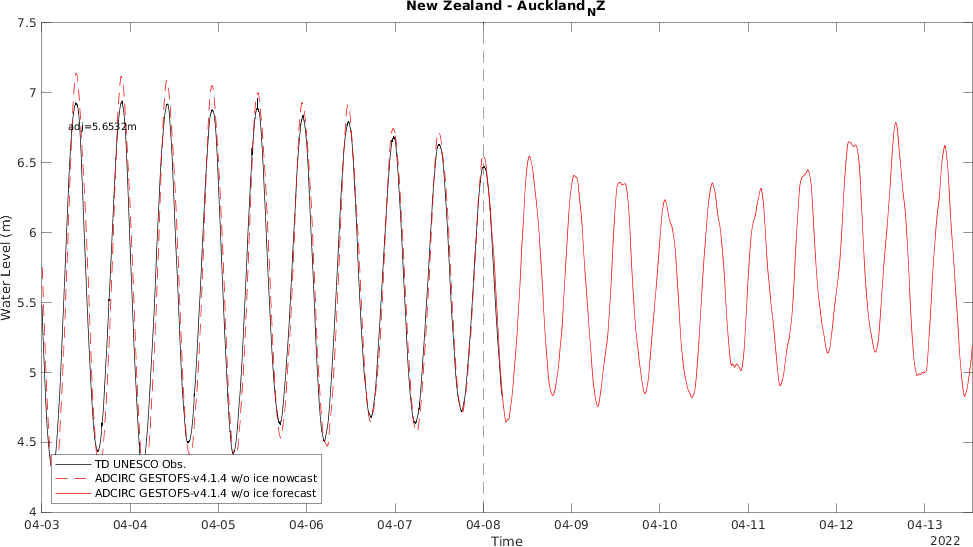 New Zealand - Auckland_NZ
7.5
7
6.5
6
5.5
5
4.5
4
Water Level (m)
adj=5.6532m
TD UNESCO Obs.
ADCIRC GESTOFS-v4.1.4 w/o ice nowcast
ADCIRC GESTOFS-v4.1.4 w/o ice forecast
04-03 04-04 04-05 04-06 04-07 04-08 04-09 04-10 04-11 04-12 04-13
Time
2022